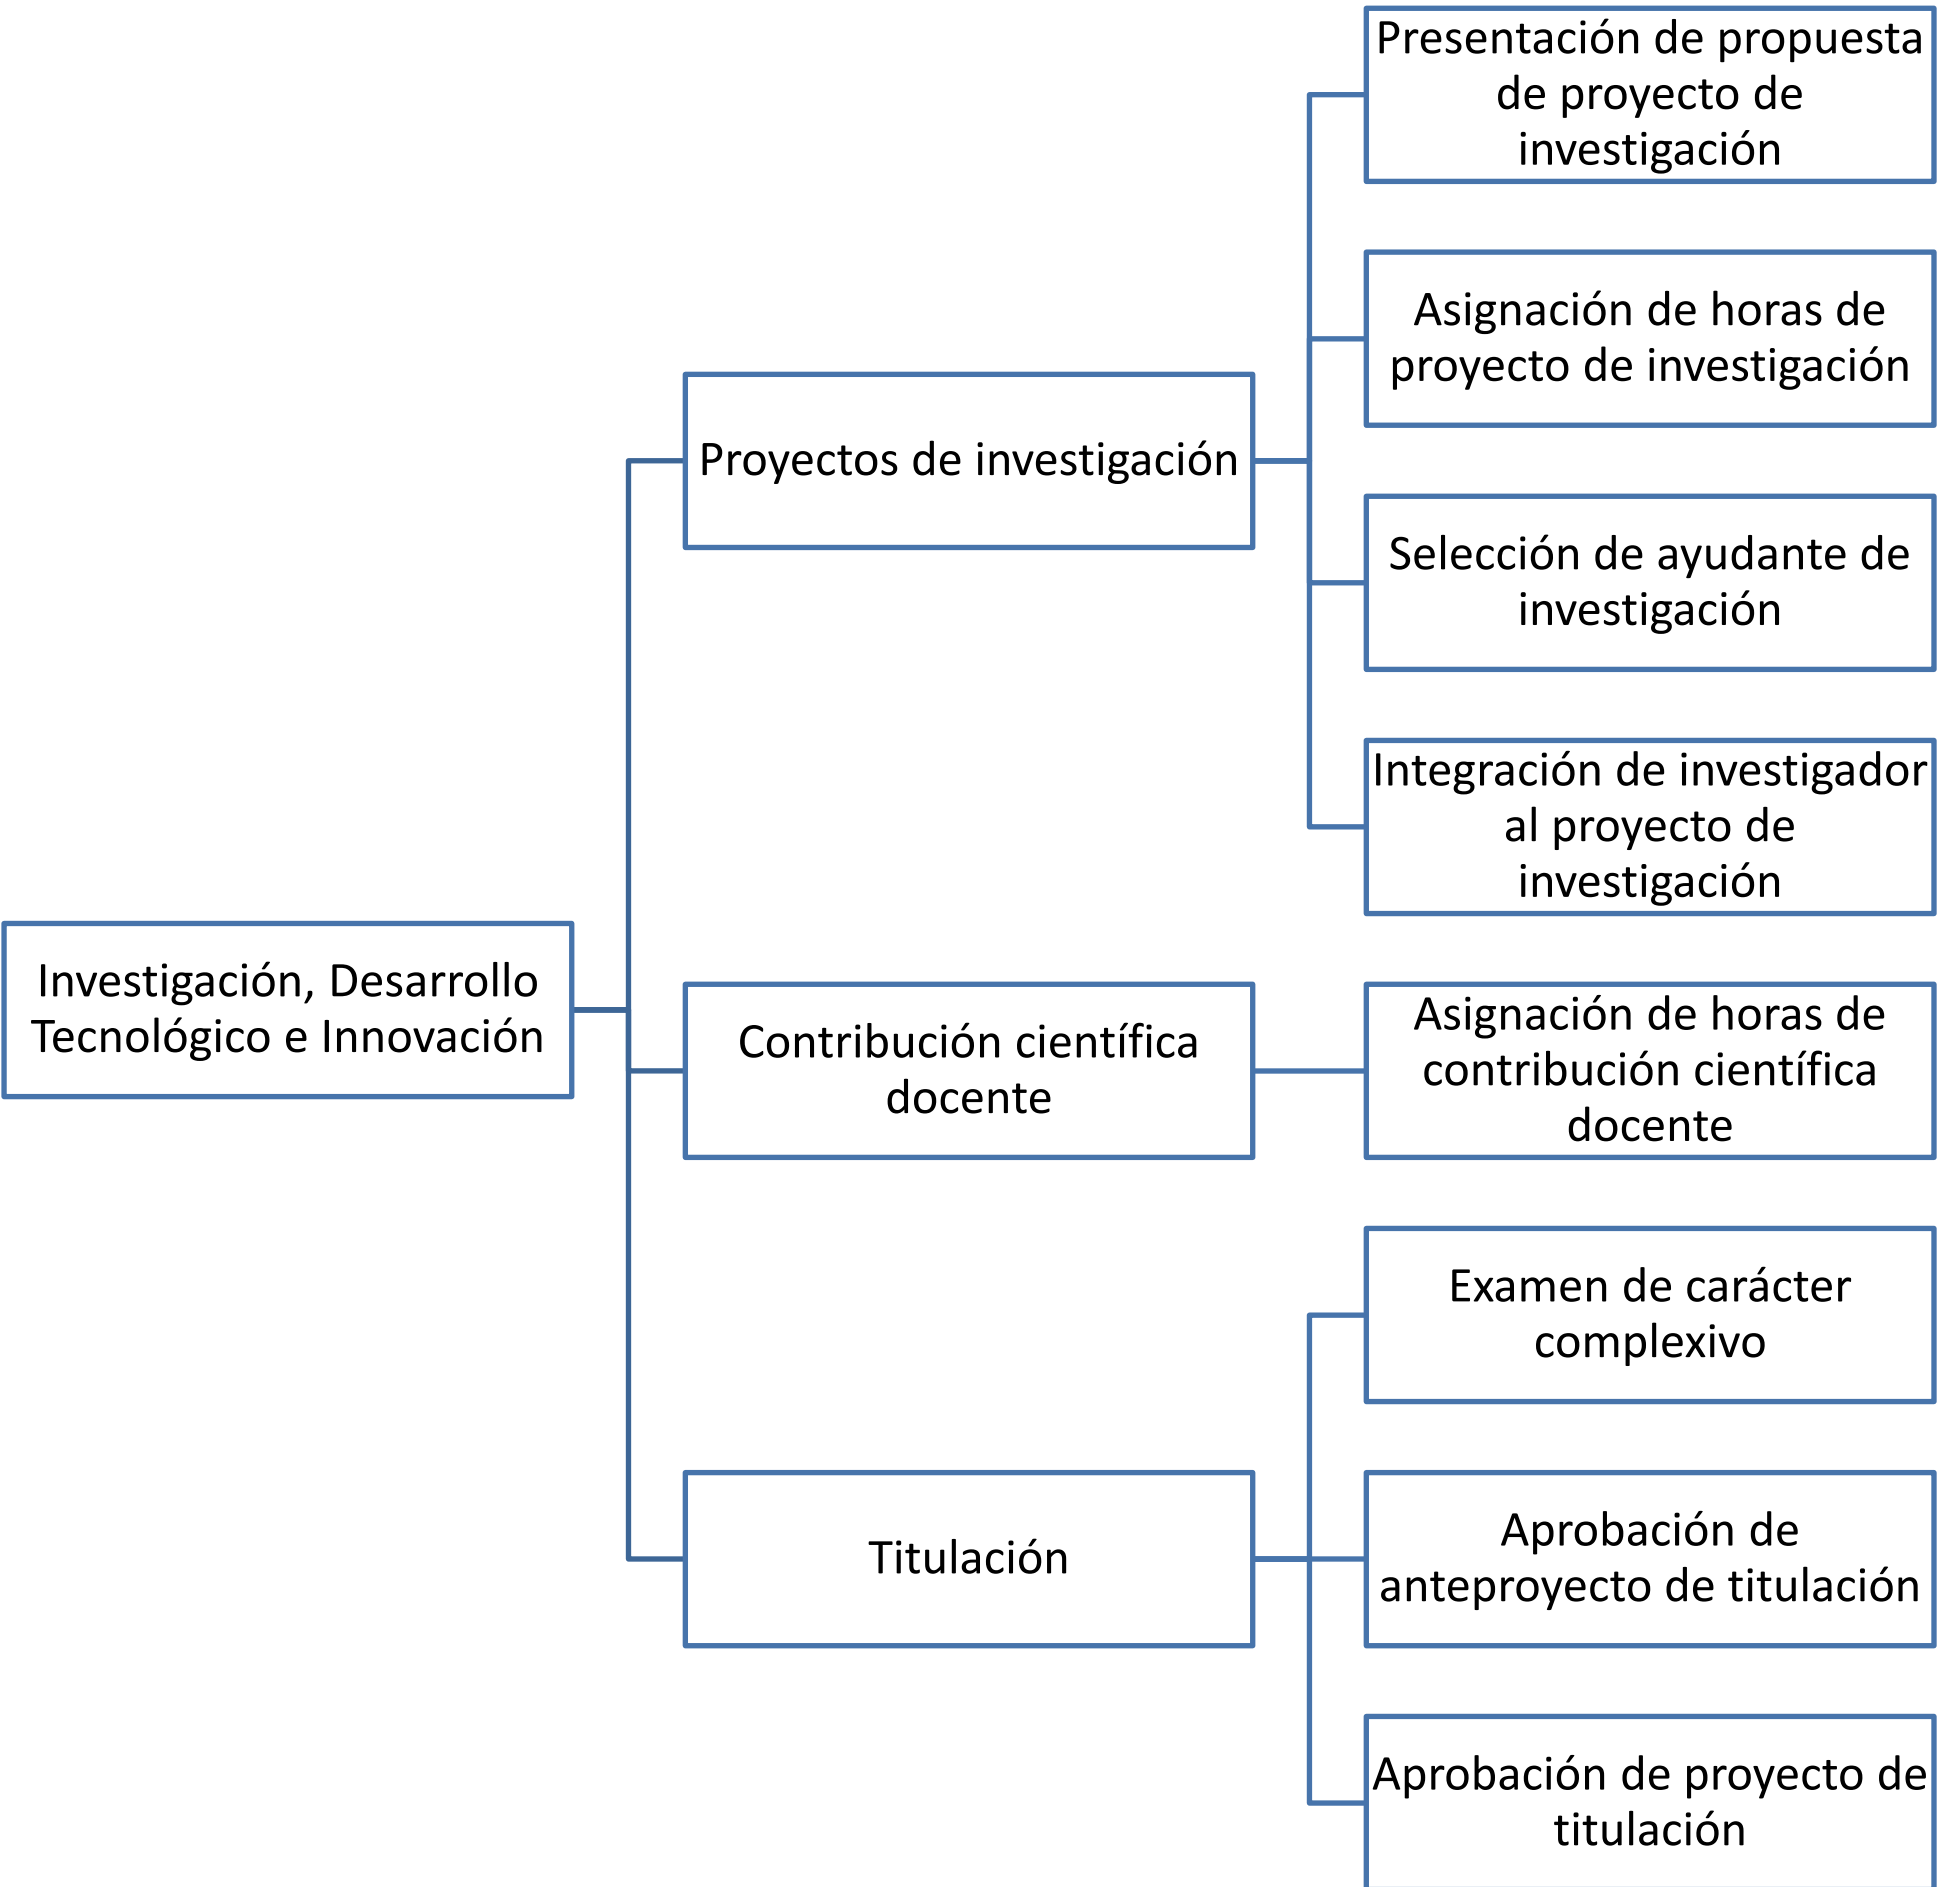 Investigación, Desarrollo
Tecnológico e Innovación
Proyectos de investigación
Presentación de propuesta
de proyecto de
investigación
Asignación de horas de
proyecto de investigación
Selección de ayudante de
investigación
Integración de investigador
al proyecto de
investigación
Contribución científica
docente
Asignación de horas de
contribución científica
docente
Titulación
Examen de carácter
complexivo
Aprobación de
anteproyecto de titulación
Aprobación de proyecto de
titulación